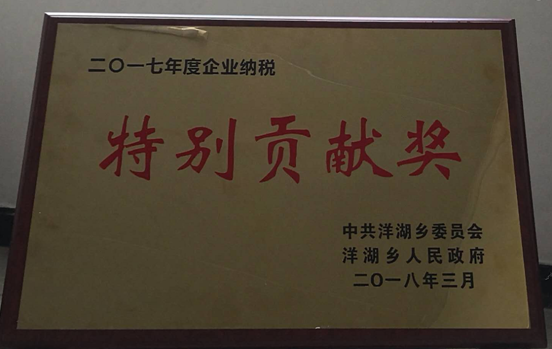 二〇一七年度企业纳税
特别贡献奖
中共洋湖乡委员会
洋湖乡人民政府
二〇一八年三月